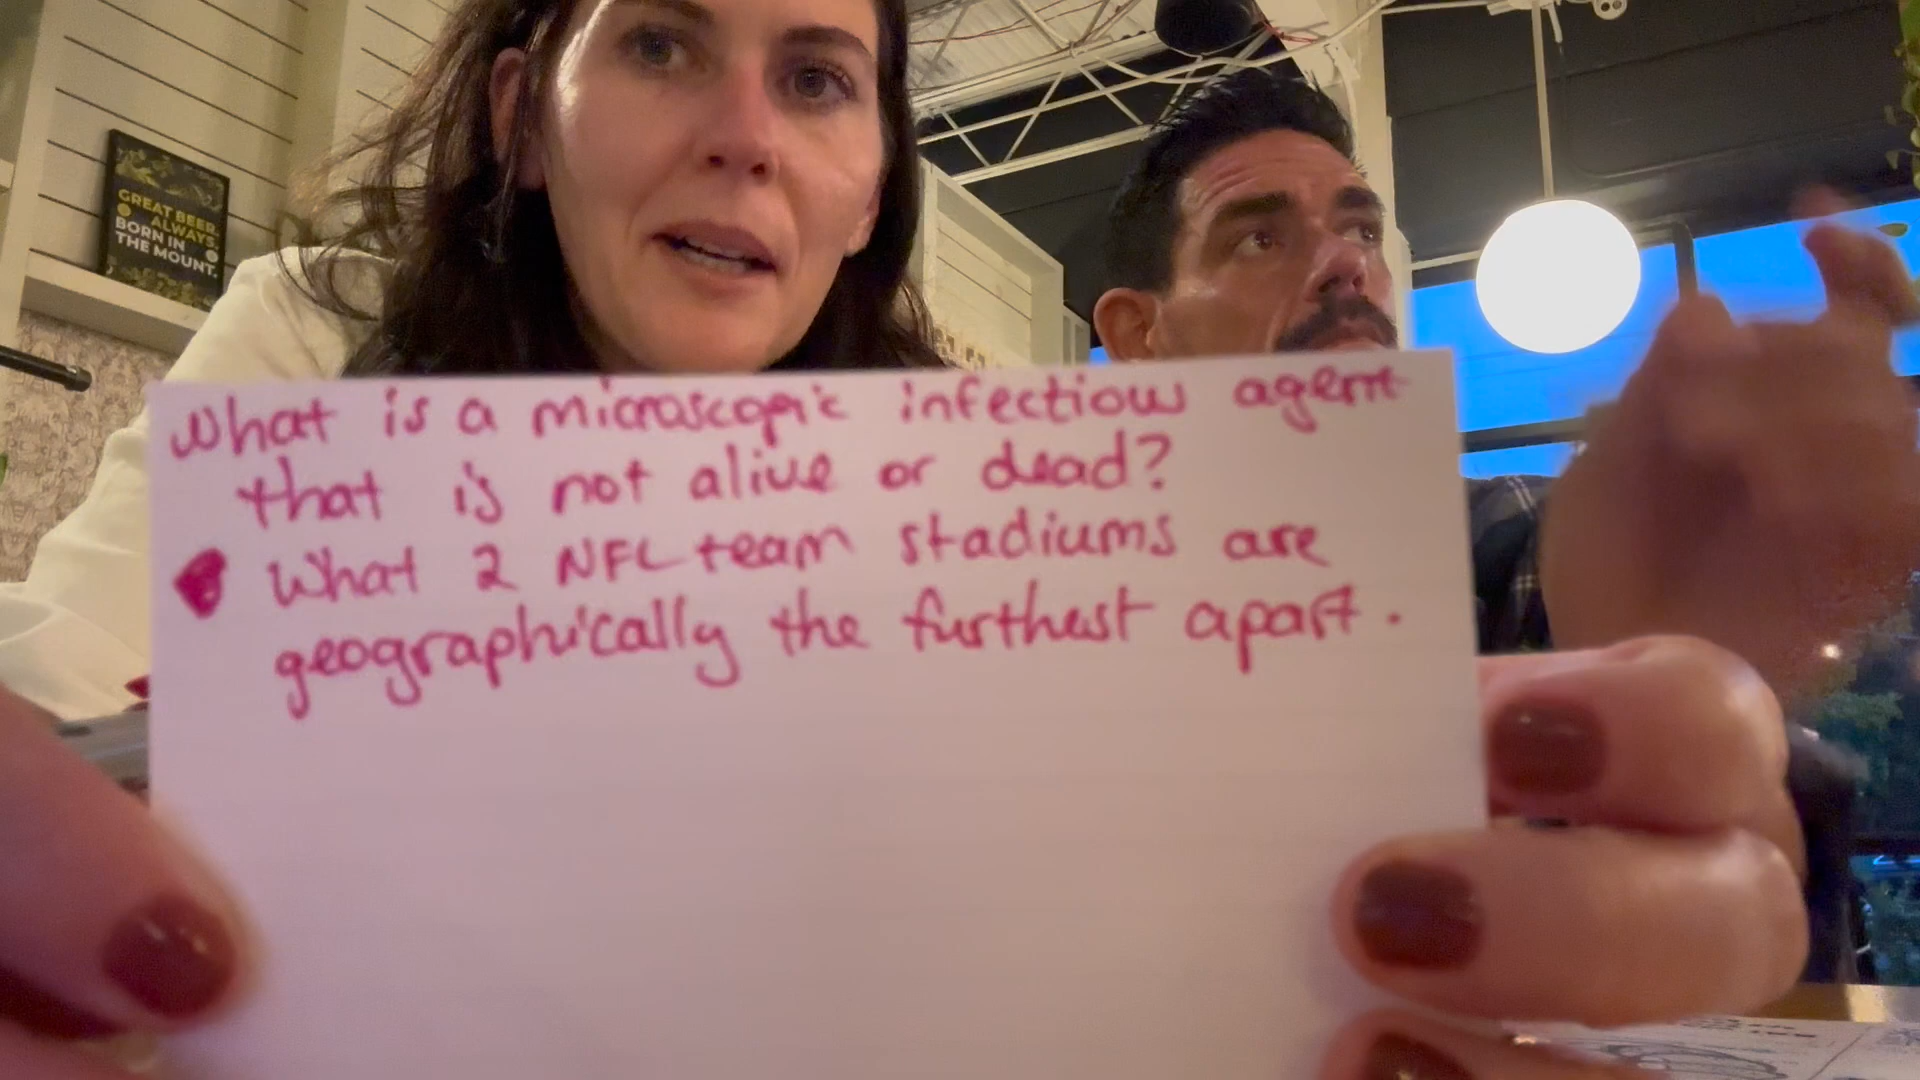 GREAT BEER.
ALWAYS.
BORN IN
THE MOUNT.
What is a microscopic infectious agent
that is not alive or dead?
What 2 NFL team stadiums are
geographically the furthest apart.